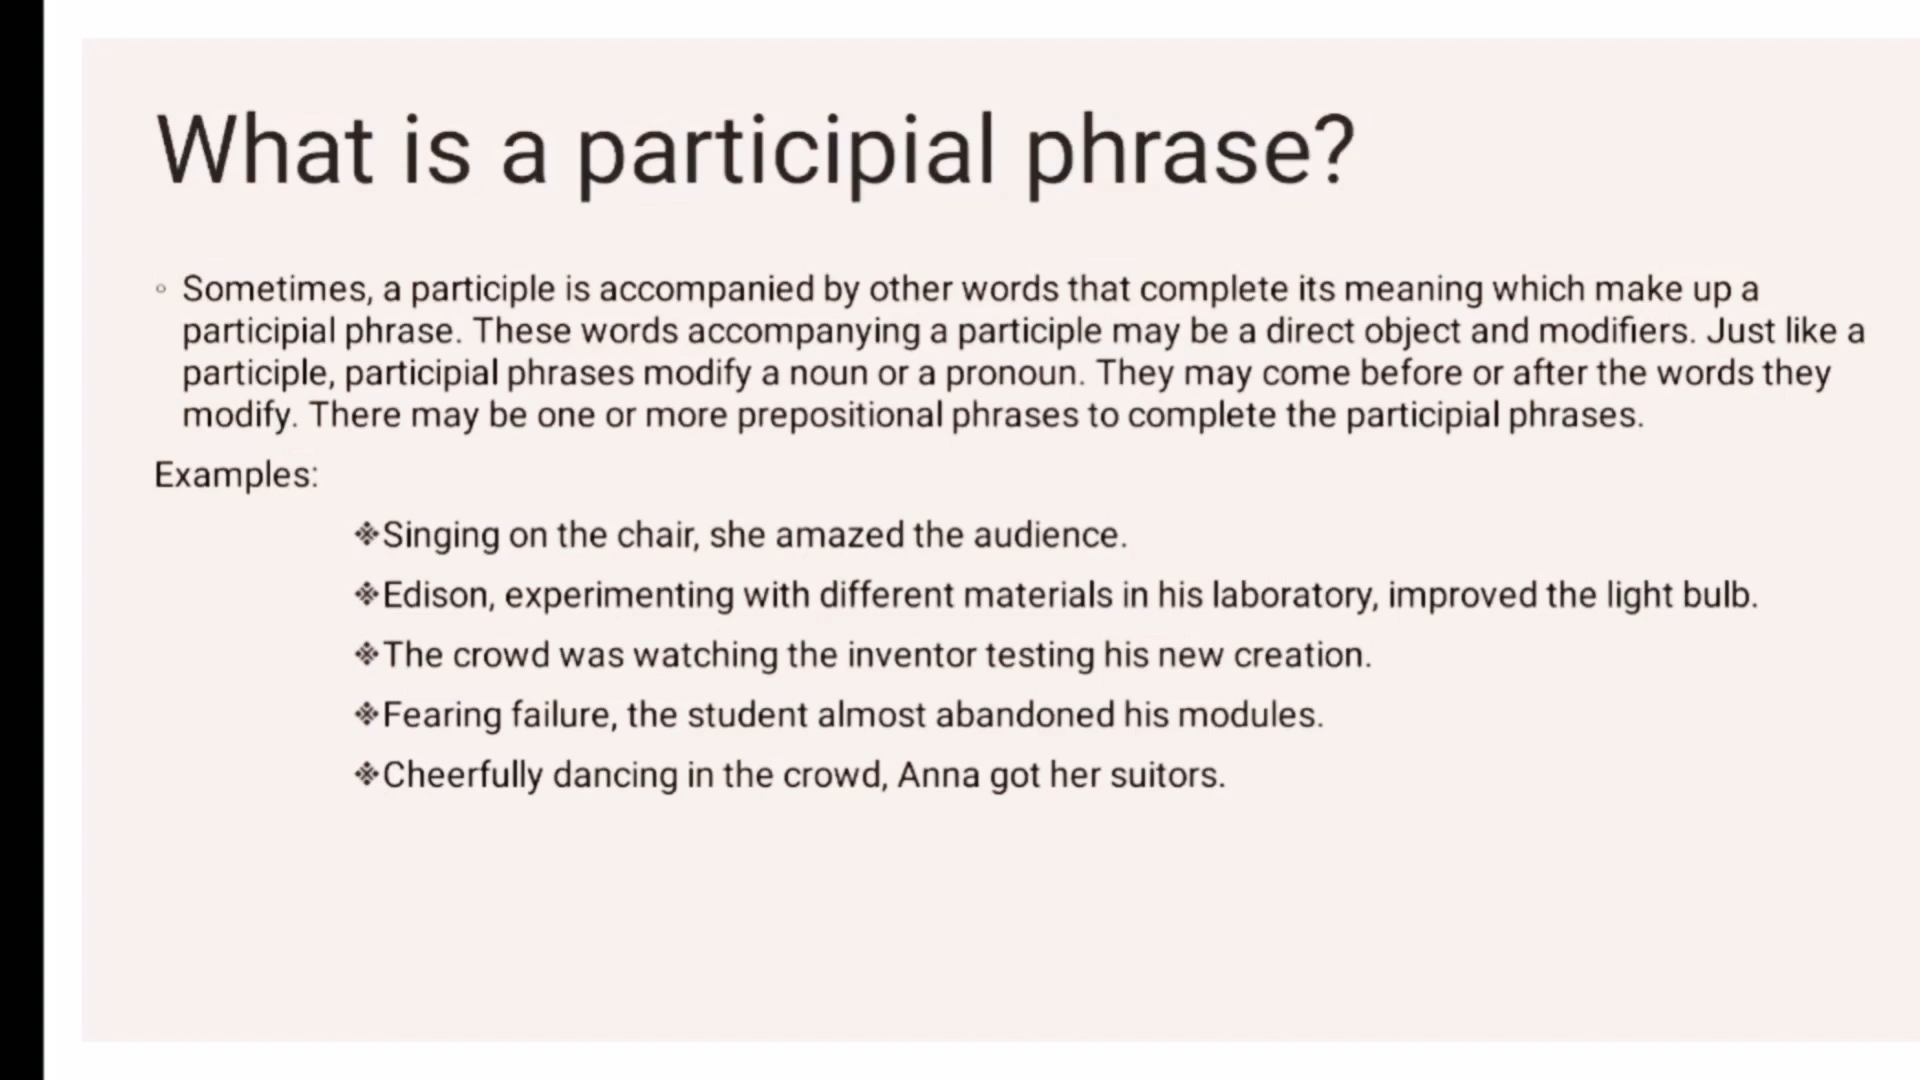 What is a participial phrase?
◦ Sometimes, a participle is accompanied by other words that complete its meaning which make up a
participial phrase. These words accompanying a participle may be a direct object and modifiers. Just like a
participle, participial phrases modify a noun or a pronoun. They may come before or after the words they
modify. There may be one or more prepositional phrases to complete the participial phrases.
Examples:
❖Singing on the chair, she amazed the audience.
❖Edison, experimenting with different materials in his laboratory, improved the light bulb.
❖The crowd was watching the inventor testing his new creation.
❖Fearing failure, the student almost abandoned his modules.
❖Cheerfully dancing in the crowd, Anna got her suitors.